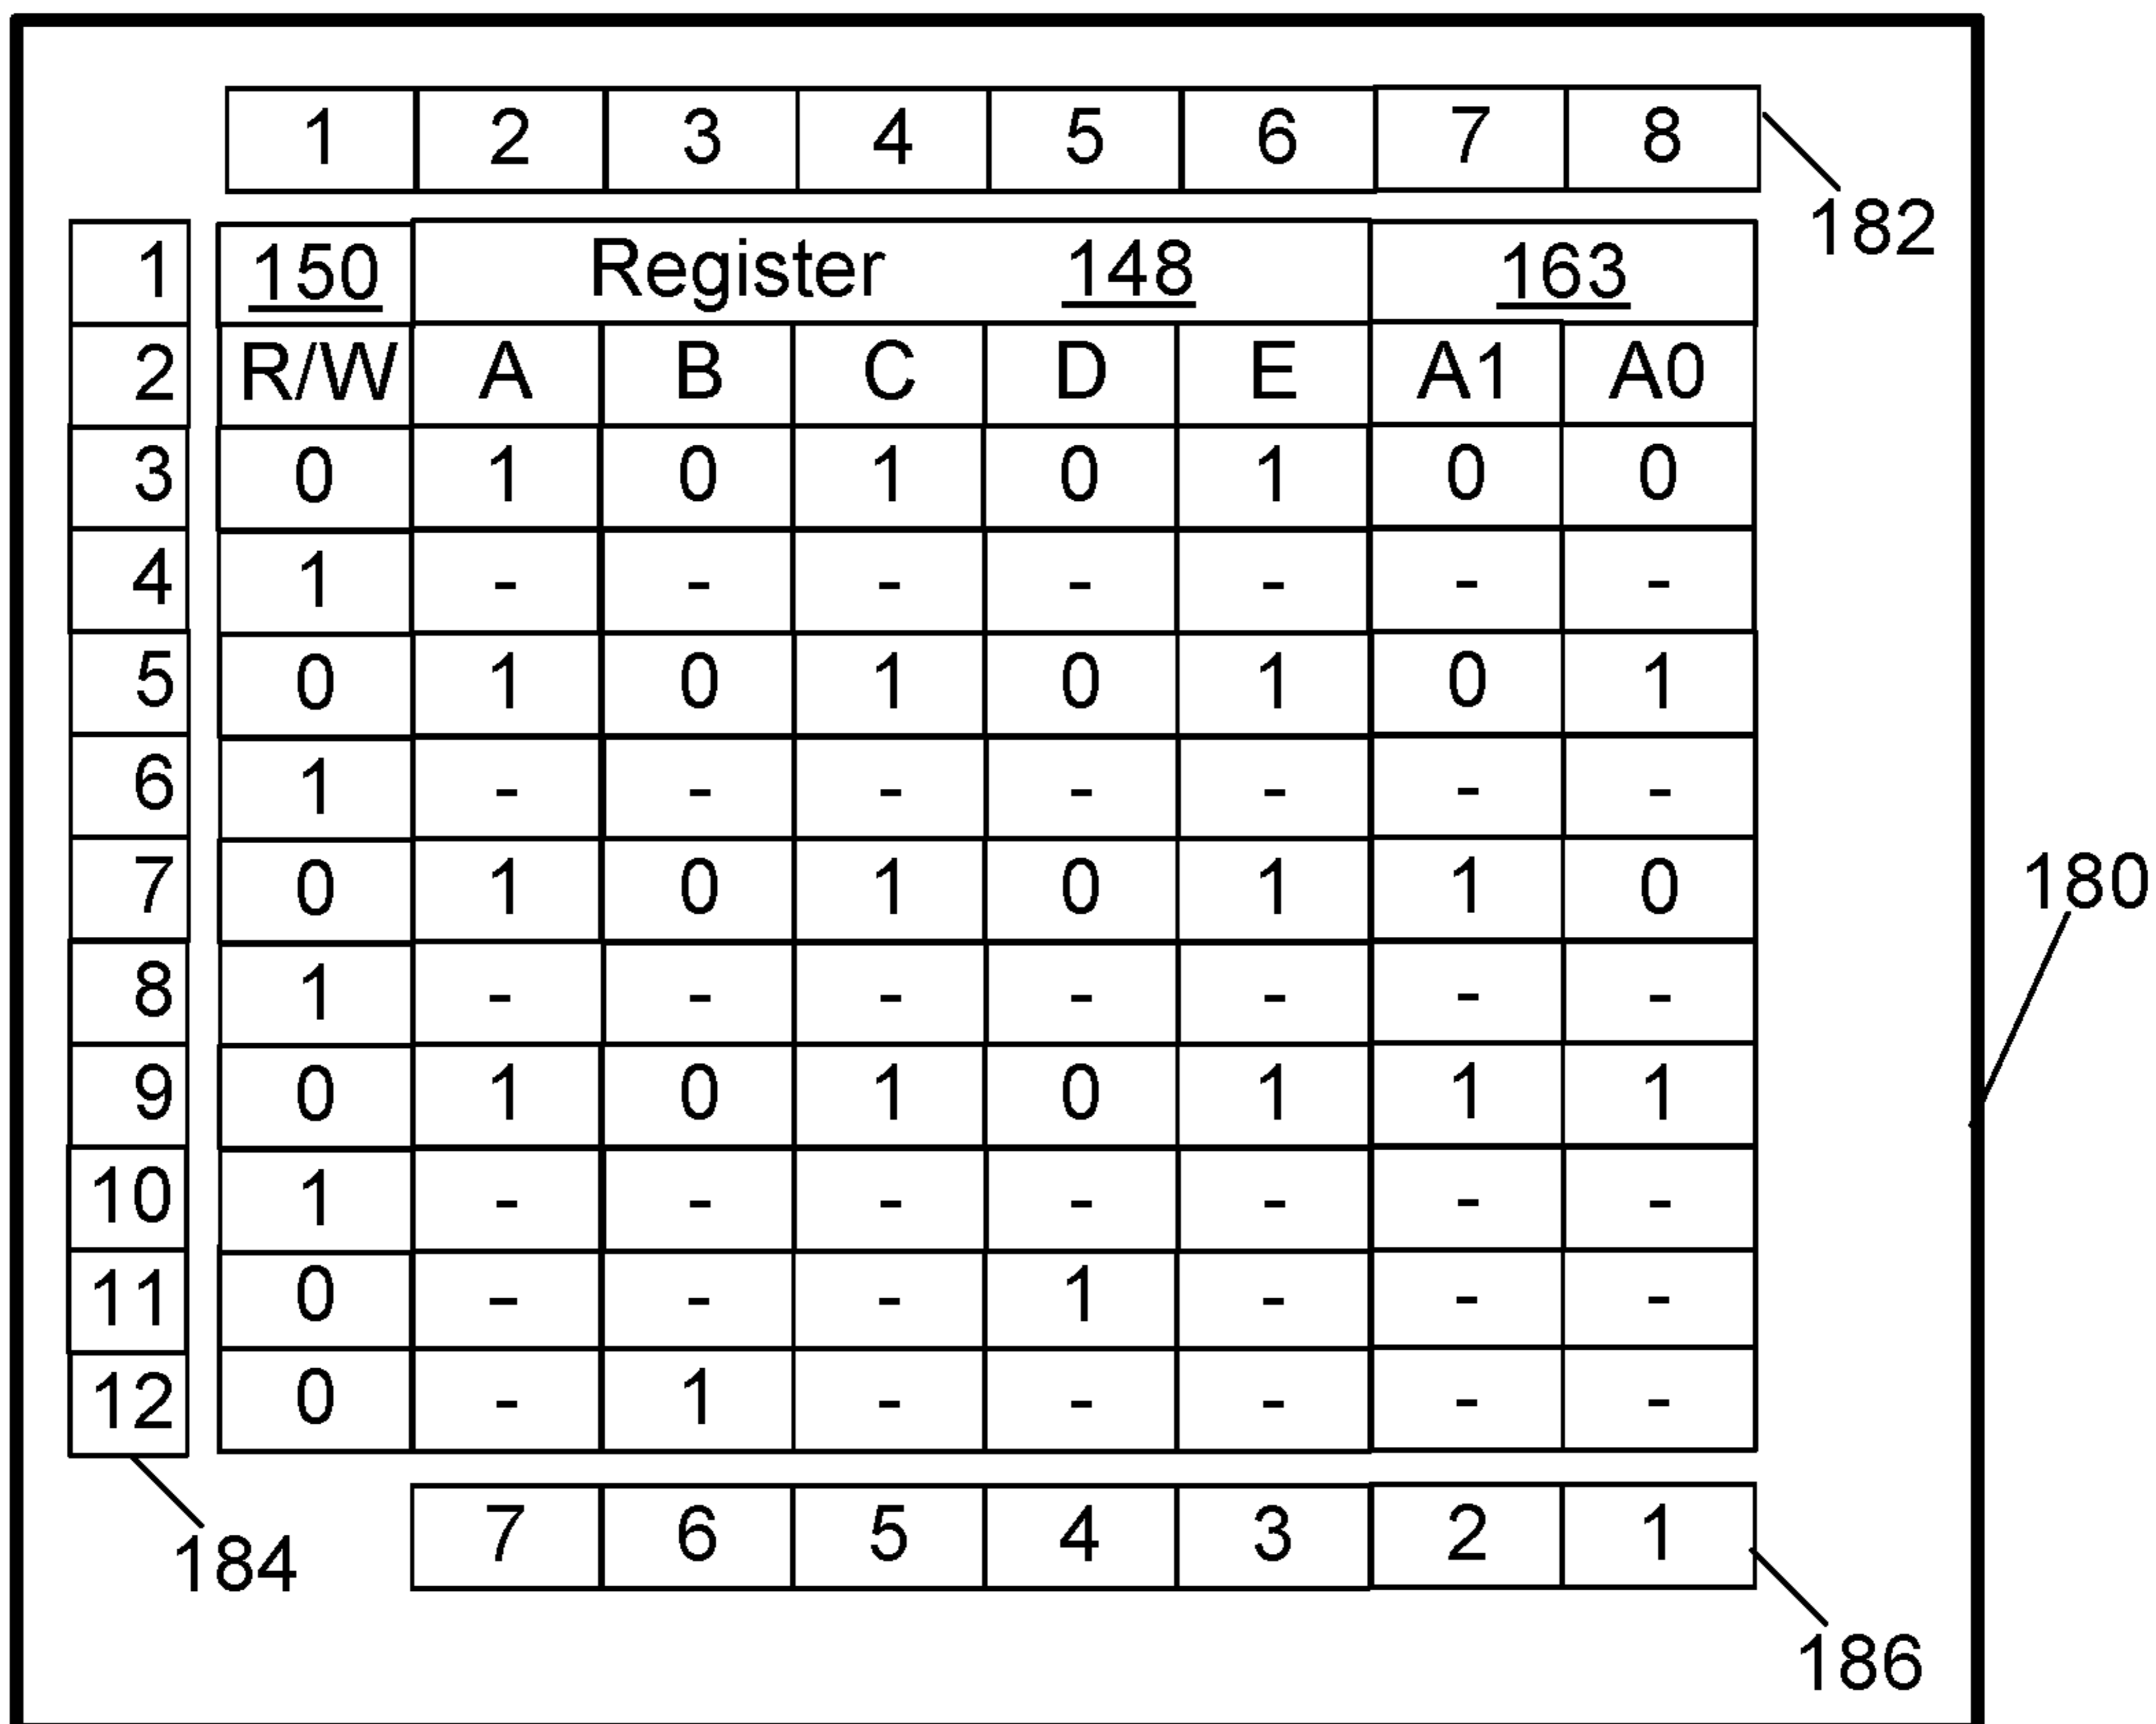 1 2 3 4 5 6 7 8
182
1 150 Register 148 163
2 R/W A B C D E A1 A0
3 0 1 0 1 0 1 0 0
4 1 - - - - - - -
5 0 1 0 1 0 1 0 1
6 1 - - - - - - -
7 0 1 0 1 0 1 1 0
180
8 1 - - - - - - -
9 0 1 0 1 0 1 1 1
10 1 - - - - - - -
11 0 - - - 1 - - -
12 0 - 1 - - - - -
7 6 5 4 3 2 1
184
186